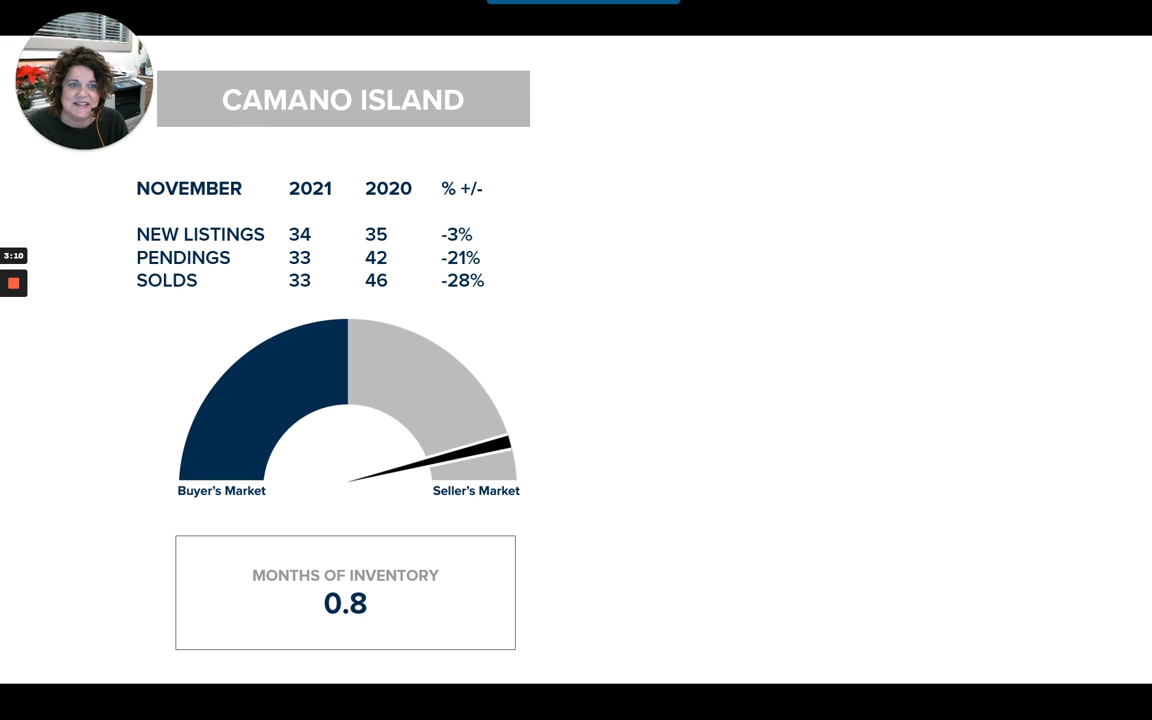 CAMANO ISLAND
NOVEMBER 2021 2020 % +/-
NEW LISTINGS 34 35 -3%
PENDINGS 33 42 -21%
SOLDS 33 46 -28%
3:10
Buyer's Market Seller's Market
MONTHS OF INVENTORY
0.8